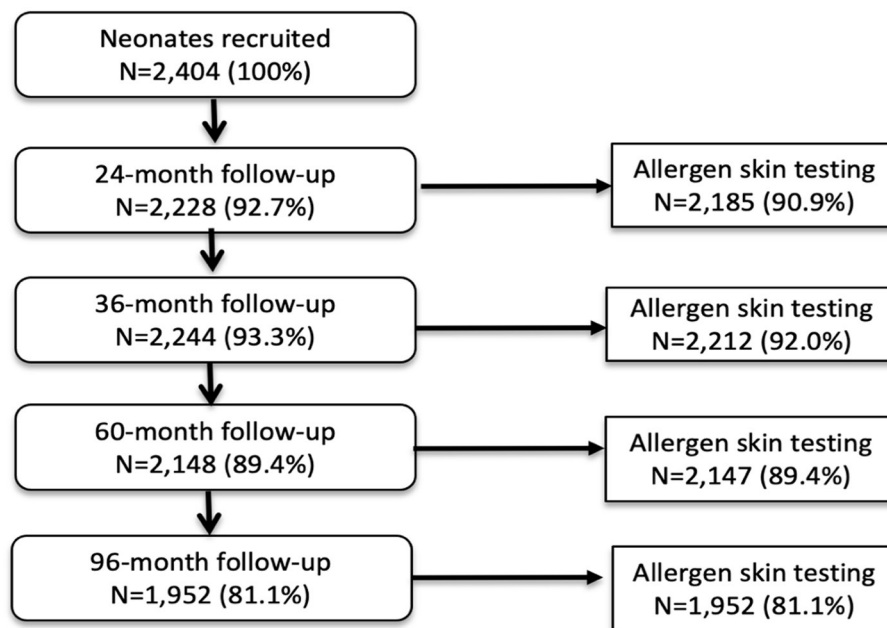 Neonates recruited
N=2,404 (100%)
24-month follow-up
N=2,228 (92.7%)
Allergen skin testing
N=2,185 (90.9%)
36-month follow-up
N=2,244 (93.3%)
Allergen skin testing
N=2,212 (92.0%)
60-month follow-up
N=2,148 (89.4%)
Allergen skin testing
N=2,147 (89.4%)
96-month follow-up
N=1,952 (81.1%)
Allergen skin testing
N=1,952 (81.1%)